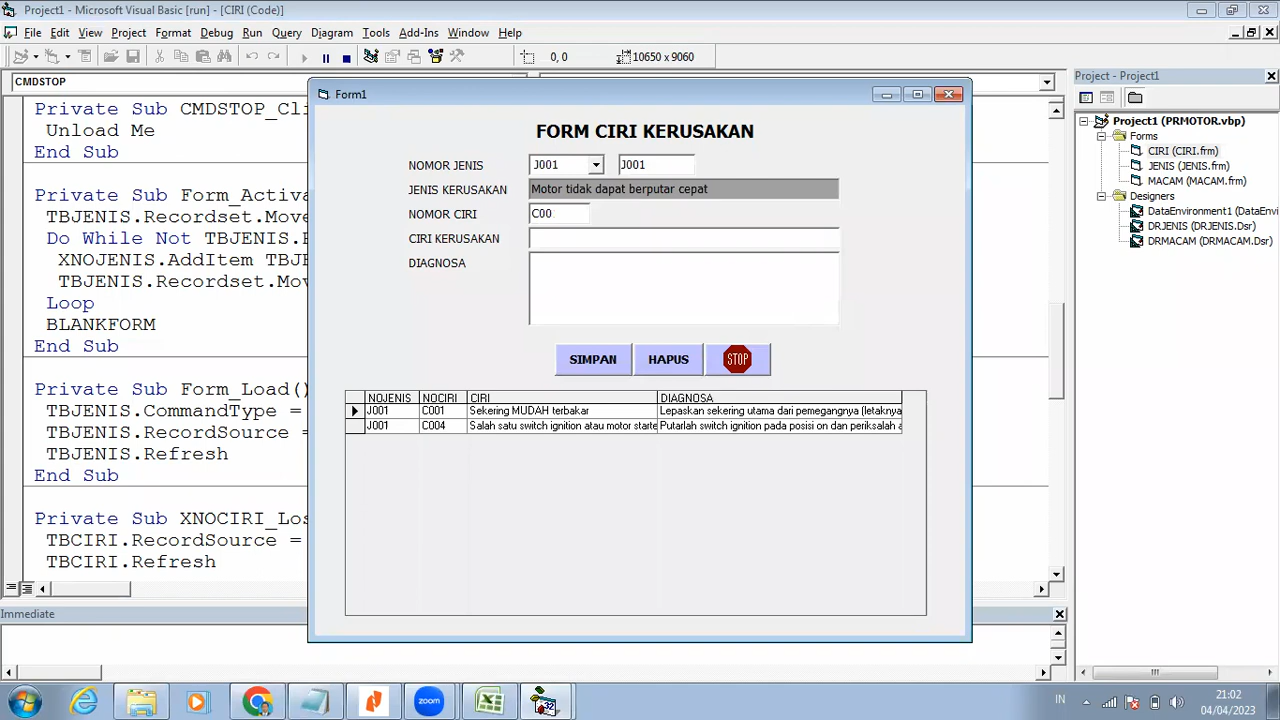 Project1 - Microsoft Visual Basic [run] - [CIRI (Code)]
File Edit View Project Format Debug Run Query Diagram Tools Add-Ins Window Help
0, 0 10650 x 9060
CMDSTOP
Private Sub CMDSTOP_Cli
Unload Me
End Sub
Private Sub Form_Activa
TBJENIS.Recordset.Mov
Do While Not TBJENIS.
XNOJENIS.AddItem TBJ
TBJENIS.Recordset.Mov
Loop
BLANKFORM
End Sub
Private Sub Form_Load()
TBJENIS.CommandType =
TBJENIS.RecordSource =
TBJENIS.Refresh
End Sub
Private Sub XNOCIRI_Los
TBCIRI.RecordSource =
TBCIRI.Refresh
Form1
FORM CIRI KERUSAKAN
NOMOR JENIS J001 J001
JENIS KERUSAKAN Motor tidak dapat berputar cepat
NOMOR CIRI C00
CIRI KERUSAKAN
DIAGNOSA
SIMPAN HAPUS STOP
NOJENIS NOCIRI CIRI DIAGNOSA
J001 C001 Sekering MUDAH terbakar Lepaskan sekering utama dari pemegangnya (letaknya
J001 C004 Salah satu switch ignition atau motor starte Putarlah switch ignition pada posisi on dan periksalah a
Project - Project1
Project1 (PRMOTOR.vbp)
Forms
CIRI (CIRI.frm)
JENIS (JENIS.frm)
MACAM (MACAM.frm)
Designers
DataEnvironment1 (DataEnvi
DRJENIS (DRJENIS.Dsr)
DRMACAM (DRMACAM.Dsr)
Immediate
zoom
32
IN
21:02
04/04/2023